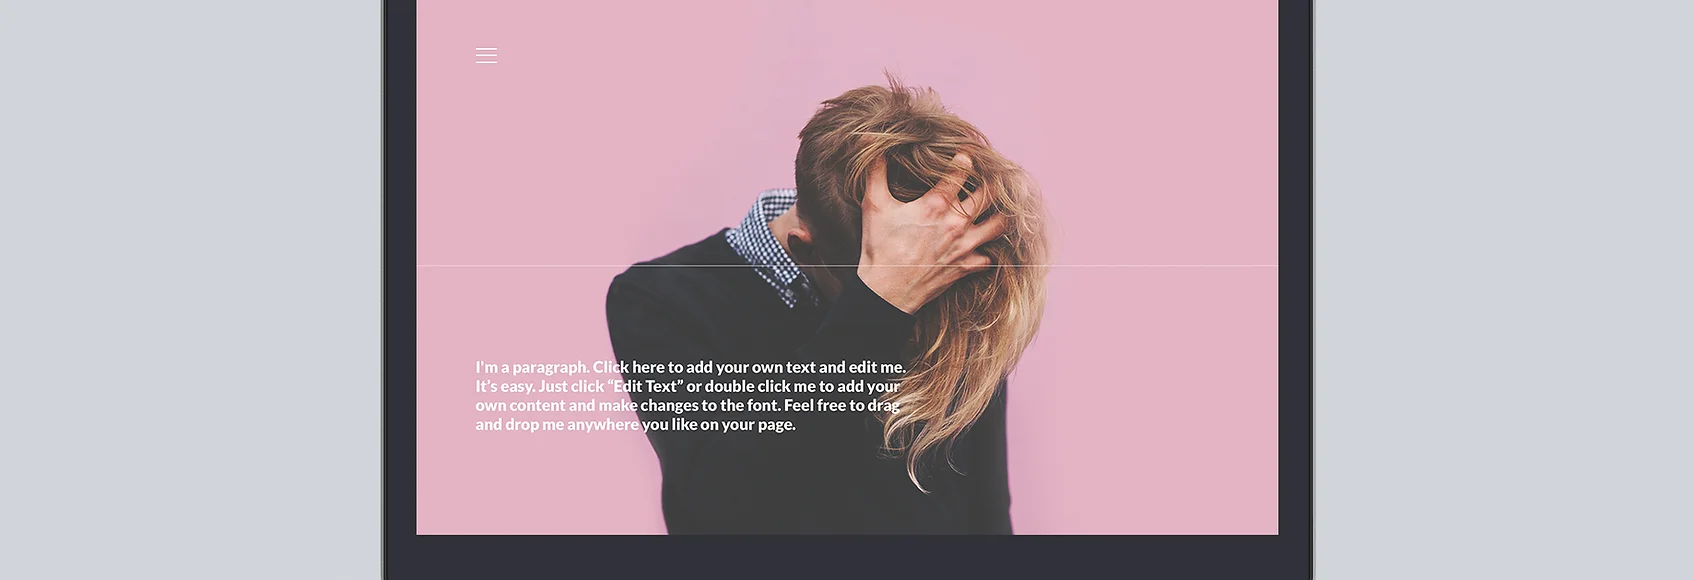 I'm a paragraph. Click here to add your own text and edit me.
It’s easy. Just click “Edit Text” or double click me to add your
own content and make changes to the font. Feel free to drag
and drop me anywhere you like on your page.